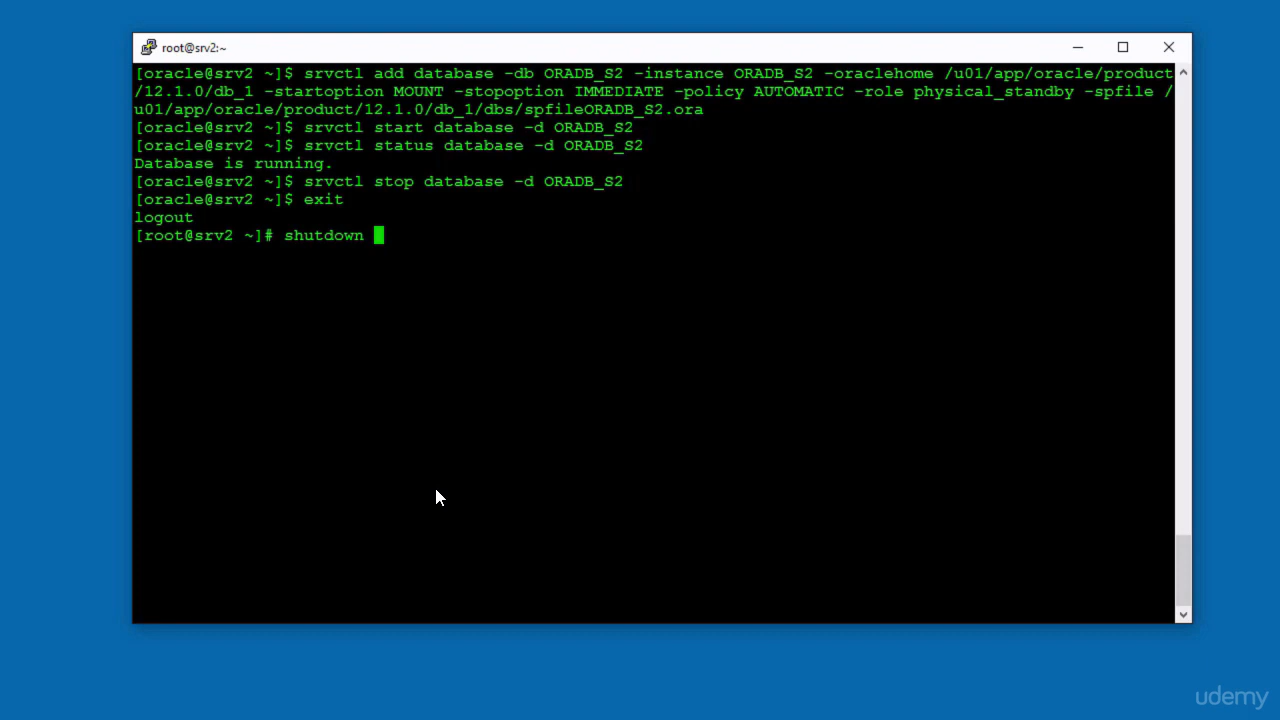 root@srv2:~
[oracle@srv2 ~]$ srvctl add database -db ORADB_S2 -instance ORADB_S2 -oraclehome /u01/app/oracle/product
/12.1.0/db_1 -startoption MOUNT -stopoption IMMEDIATE -policy AUTOMATIC -role physical_standby -spfile /
u01/app/oracle/product/12.1.0/db_1/dbs/spfileORADB_S2.ora
[oracle@srv2 ~]$ srvctl start database -d ORADB_S2
[oracle@srv2 ~]$ srvctl status database -d ORADB_S2
Database is running.
[oracle@srv2 ~]$ srvctl stop database -d ORADB_S2
[oracle@srv2 ~]$ exit
logout
[root@srv2 ~]# shutdown
udemy